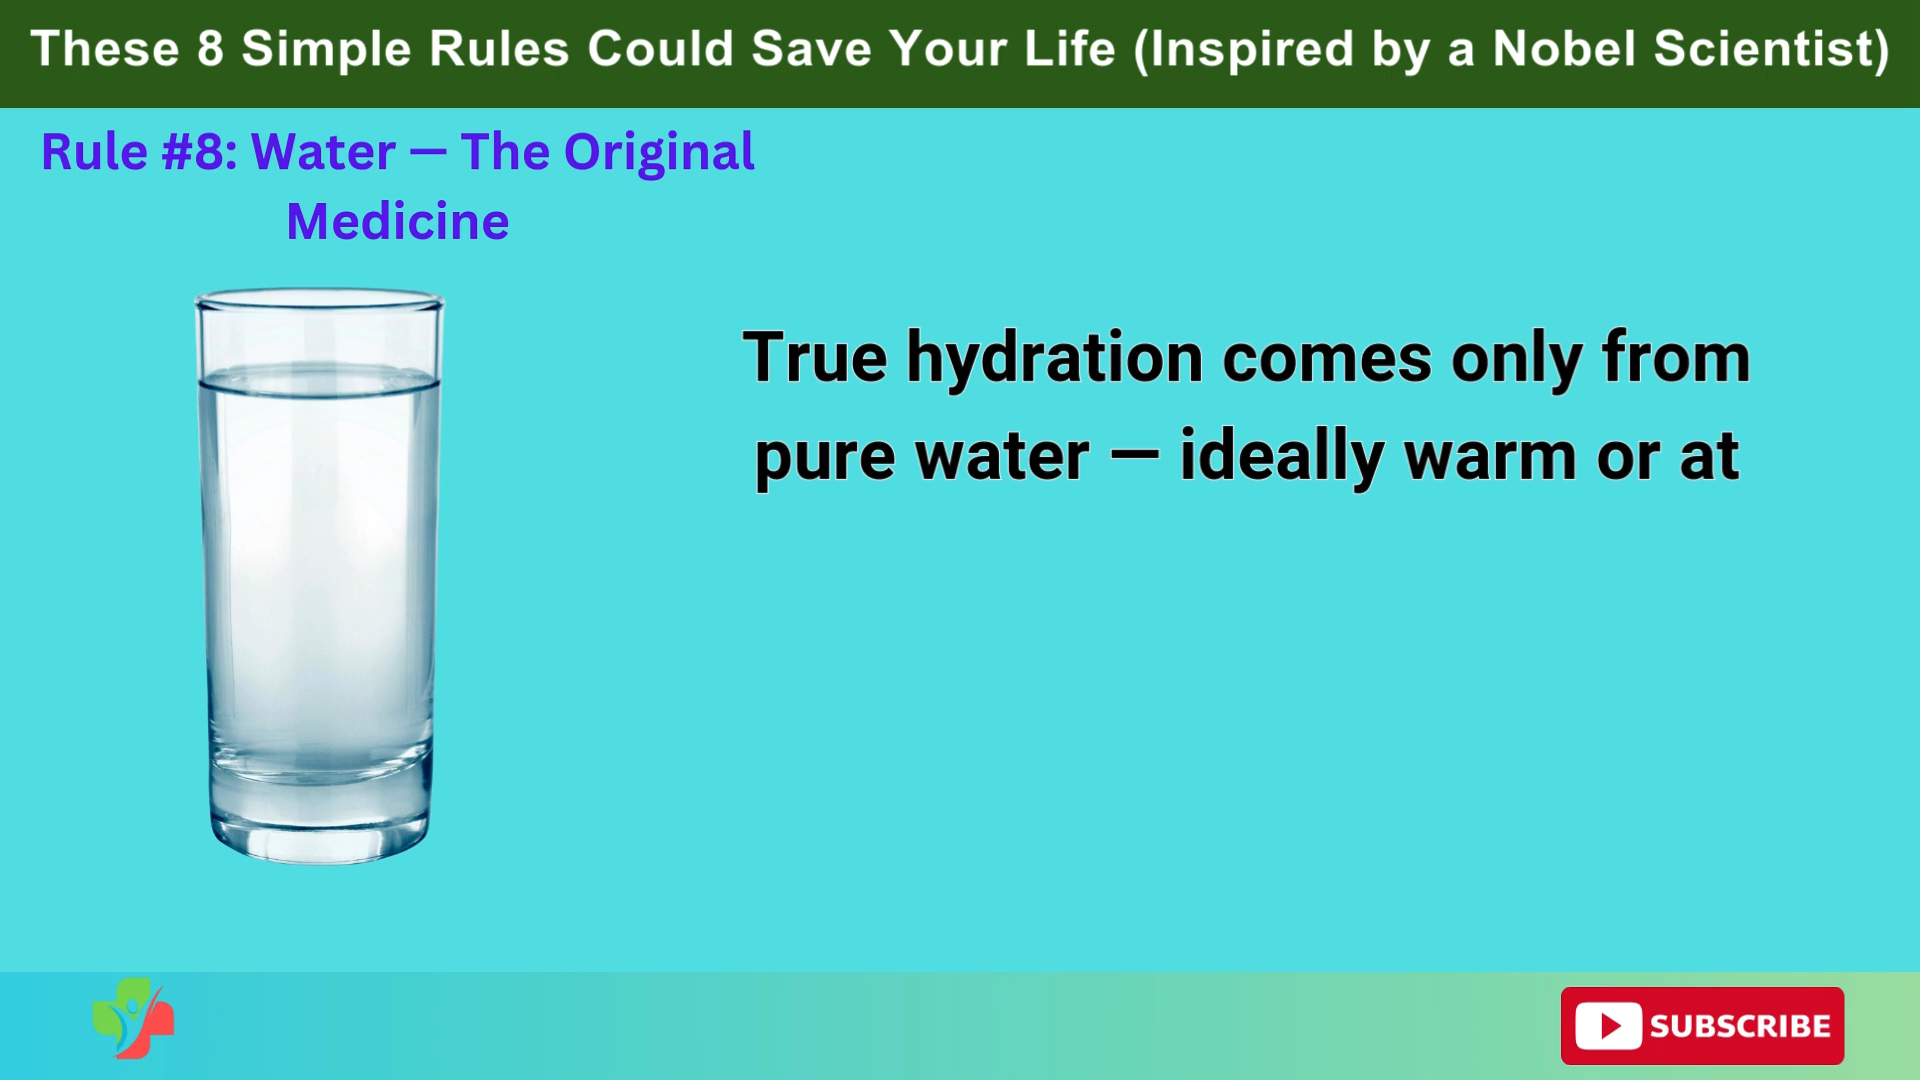 These 8 Simple Rules Could Save Your Life (Inspired by a Nobel Scientist)
Rule #8: Water — The Original
Medicine
True hydration comes only from
pure water — ideally warm or at
SUBSCRIBE